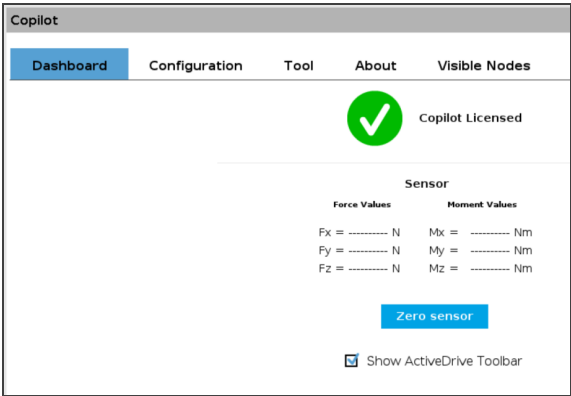 Copilot
Dashboard Configuration Tool About Visible Nodes
Copilot Licensed
Sensor
Force Values Moment Values
Fx = ---------- N Mx = ---------- Nm
Fy = ---------- N My = ---------- Nm
Fz = ---------- N Mz = ---------- Nm
Zero sensor
Show ActiveDrive Toolbar